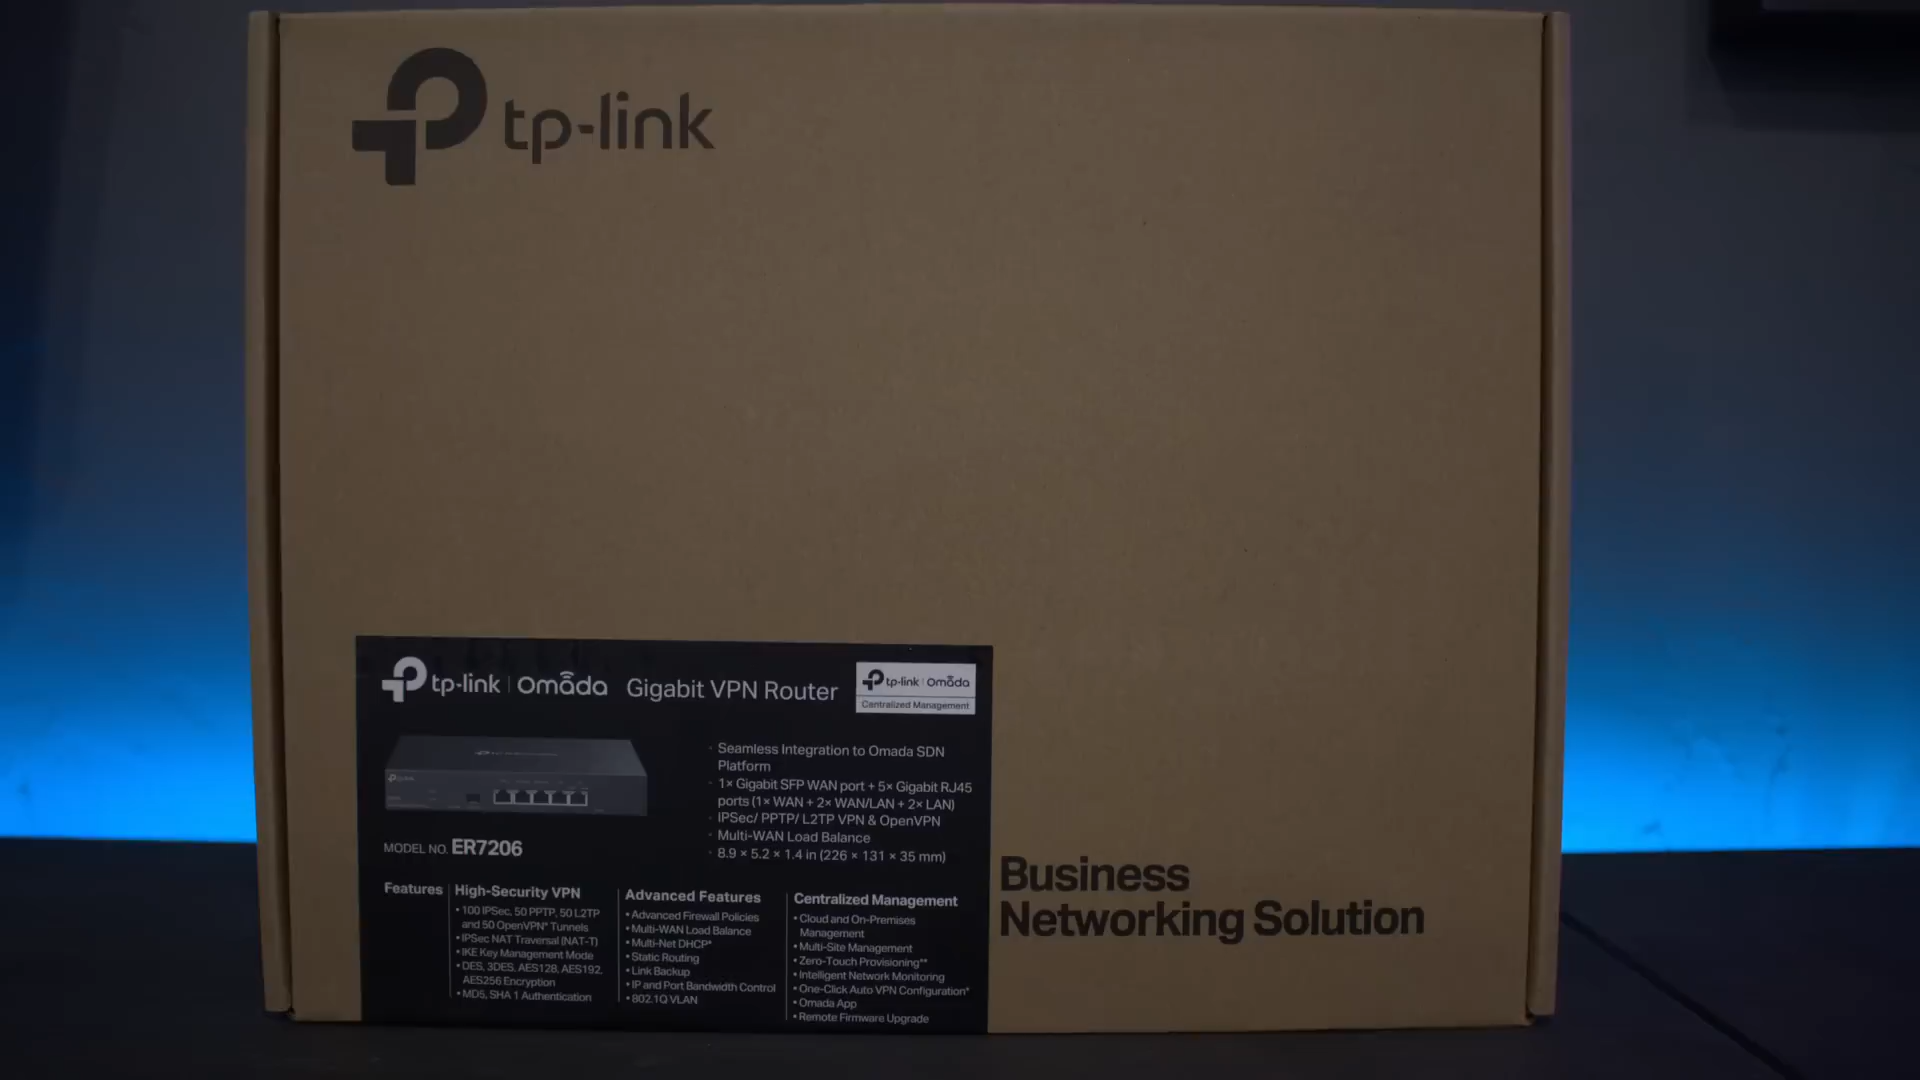 tp-link
tp-link | omada Gigabit VPN Router
tp-link | omada
Centralized Management
· Seamless Integration to Omada SDN
Platform
· 1× Gigabit SFP WAN port + 5× Gigabit RJ45
ports (1× WAN + 2× WAN/LAN + 2× LAN)
· IPSec/ PPTP/ L2TP VPN & OpenVPN
· Multi-WAN Load Balance
· 8.9 × 5.2 × 1.4 in (226 × 131 × 35 mm)
tp-link
MODEL NO. ER7206
Features
High-Security VPN
• 100 IPSec, 50 PPTP, 50 L2TP
and 50 OpenVPN* Tunnels
• IPSec NAT Traversal (NAT-T)
• IKE Key Management Mode
• DES, 3DES, AES128, AES192,
AES256 Encryption
• MD5, SHA 1 Authentication
Advanced Features
• Advanced Firewall Policies
• Multi-WAN Load Balance
• Multi-Net DHCP*
• Static Routing
• Link Backup
• IP and Port Bandwidth Control
• 802.1Q VLAN
Centralized Management
• Cloud and On-Premises
Management
• Multi-Site Management
• Zero-Touch Provisioning**
• Intelligent Network Monitoring
• One-Click Auto VPN Configuration*
• Omada App
• Remote Firmware Upgrade
Business
Networking Solution